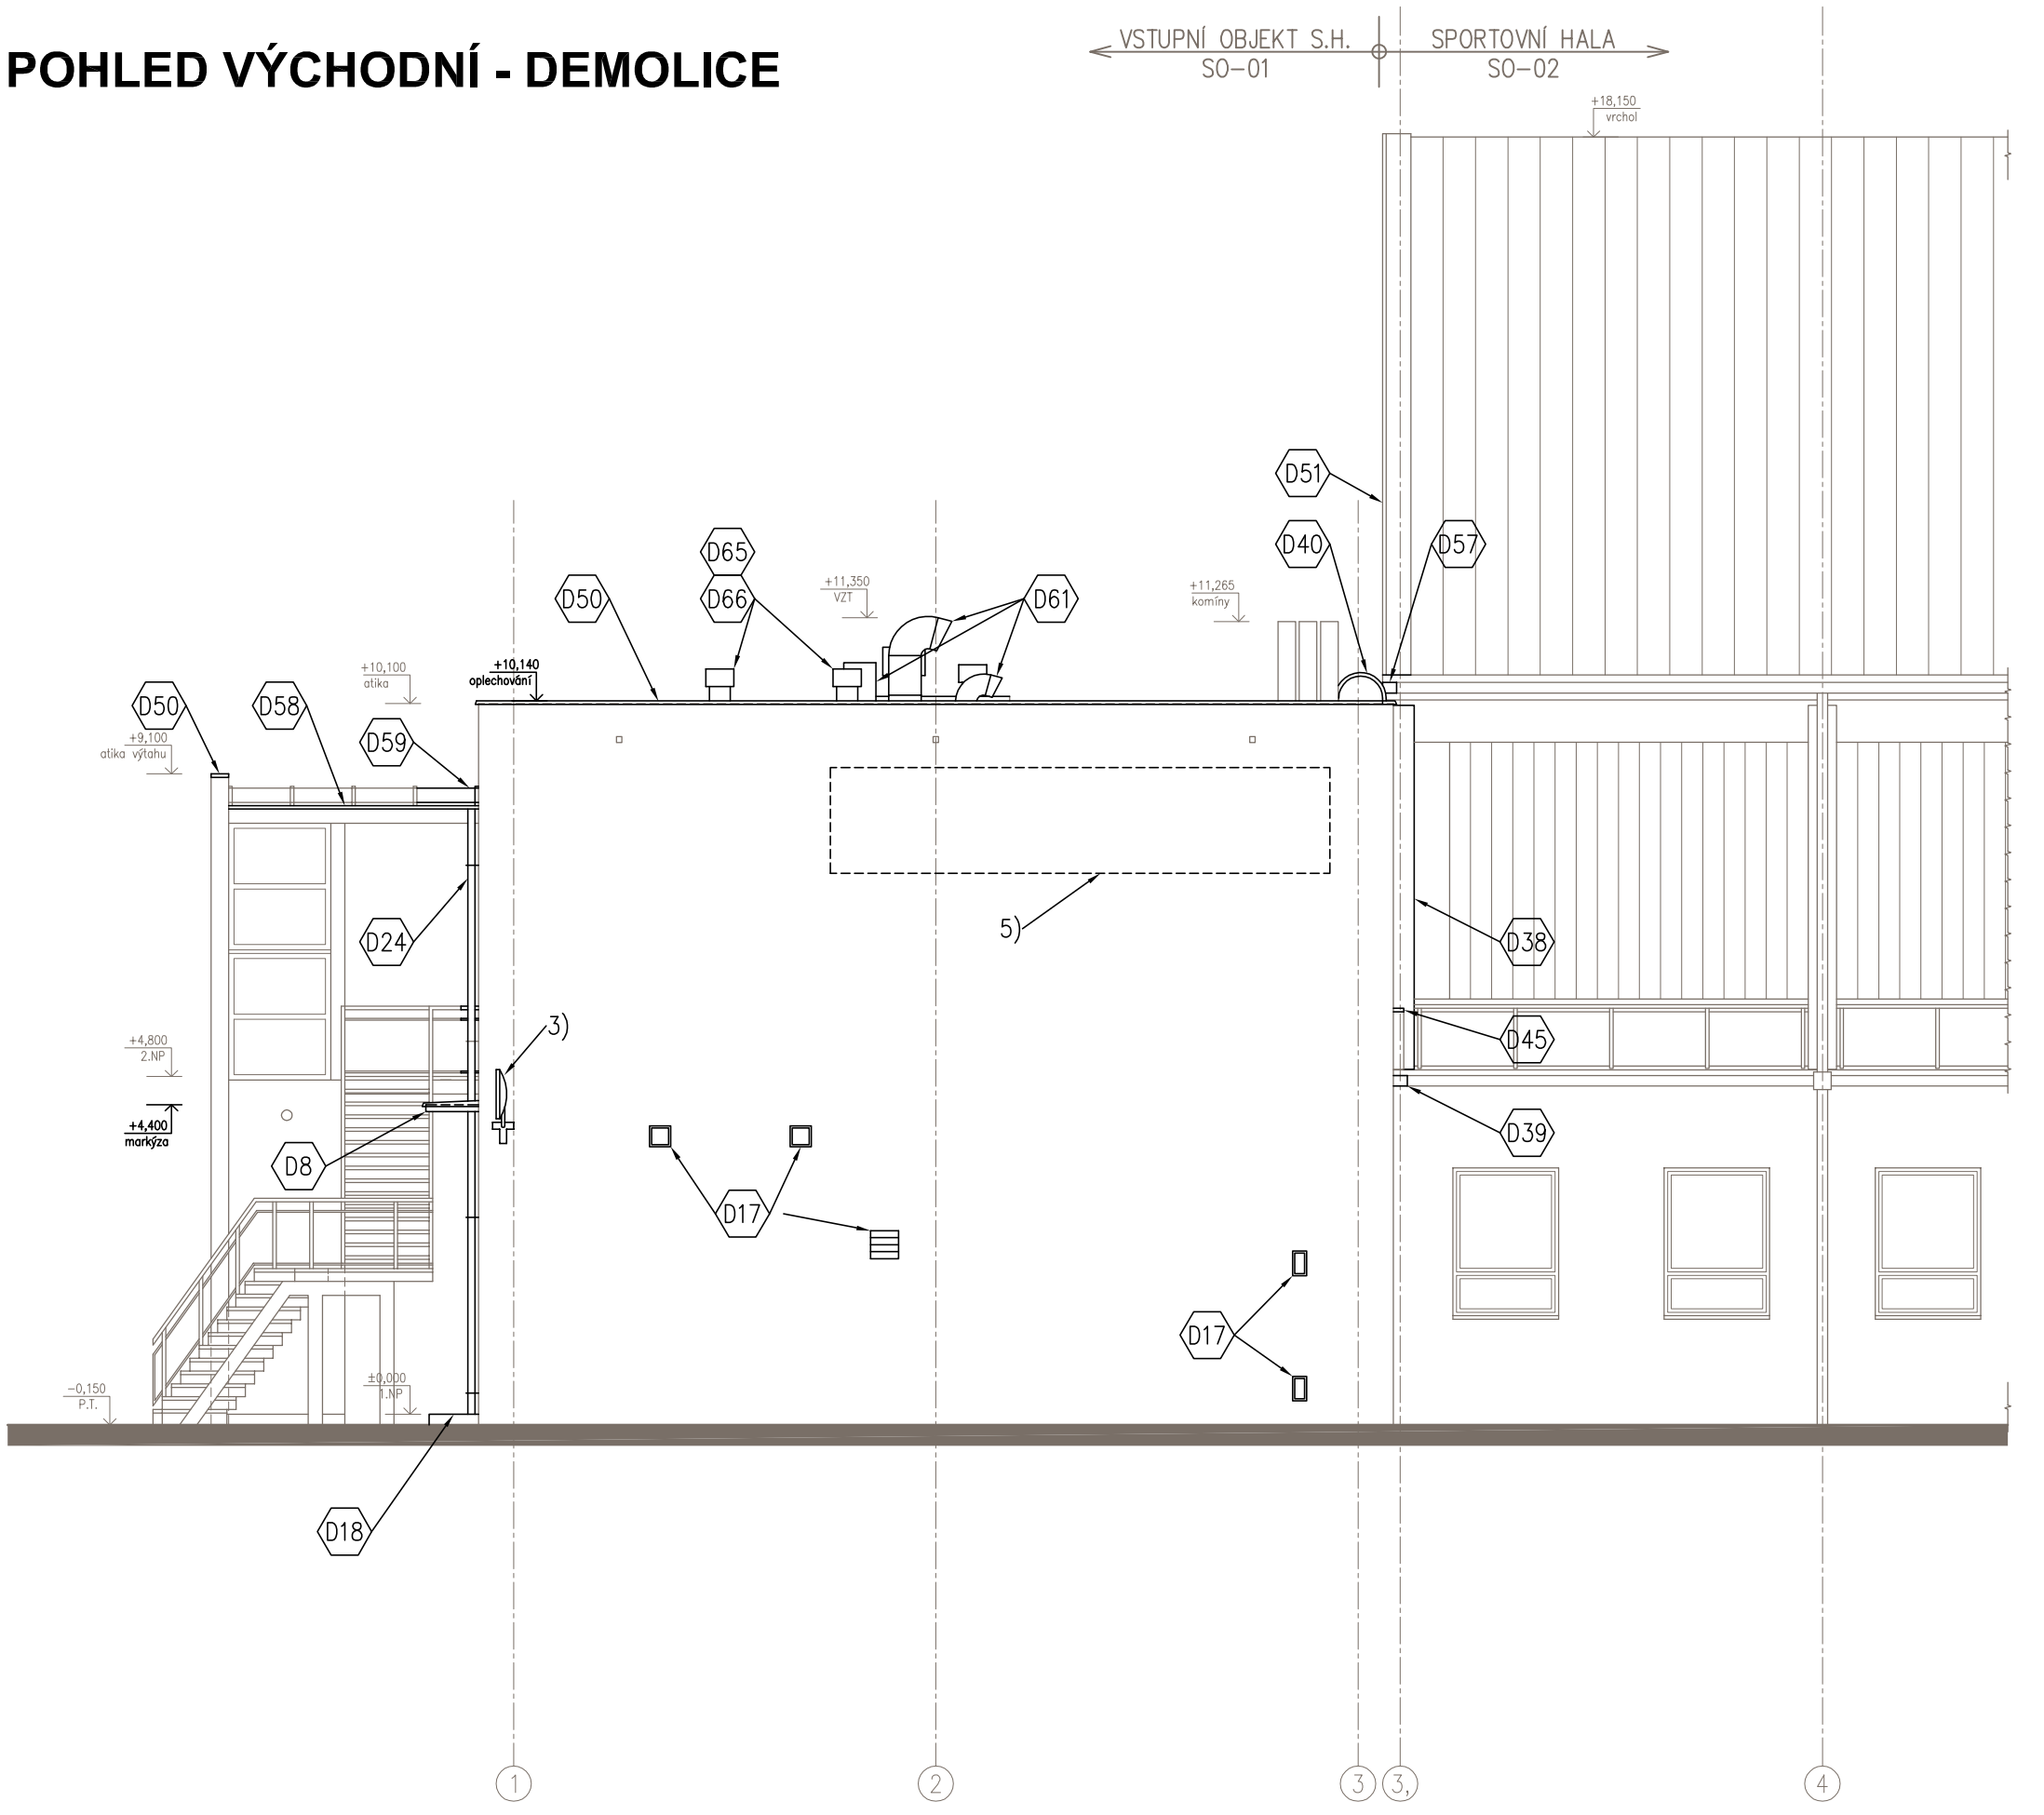 POHLED VÝCHODNÍ - DEMOLICE
VSTUPNÍ OBJEKT S.H.
SO-01
SPORTOVNÍ HALA
SO-02
+18,150
vrchol
D51
D40
D57
D65
D66
D50
+11,350
VZT
D61
+11,265
komíny
+10,100
atika
+10,140
oplechování
D50
D58
D59
+9,100
atika výtahu
D24
5)
D38
3)
D45
+4,800
2.NP
+4,400
markýza
D8
D39
D17
D17
-0,150
P.T.
±0,000
1.NP
D18
1
2
3
3,
4